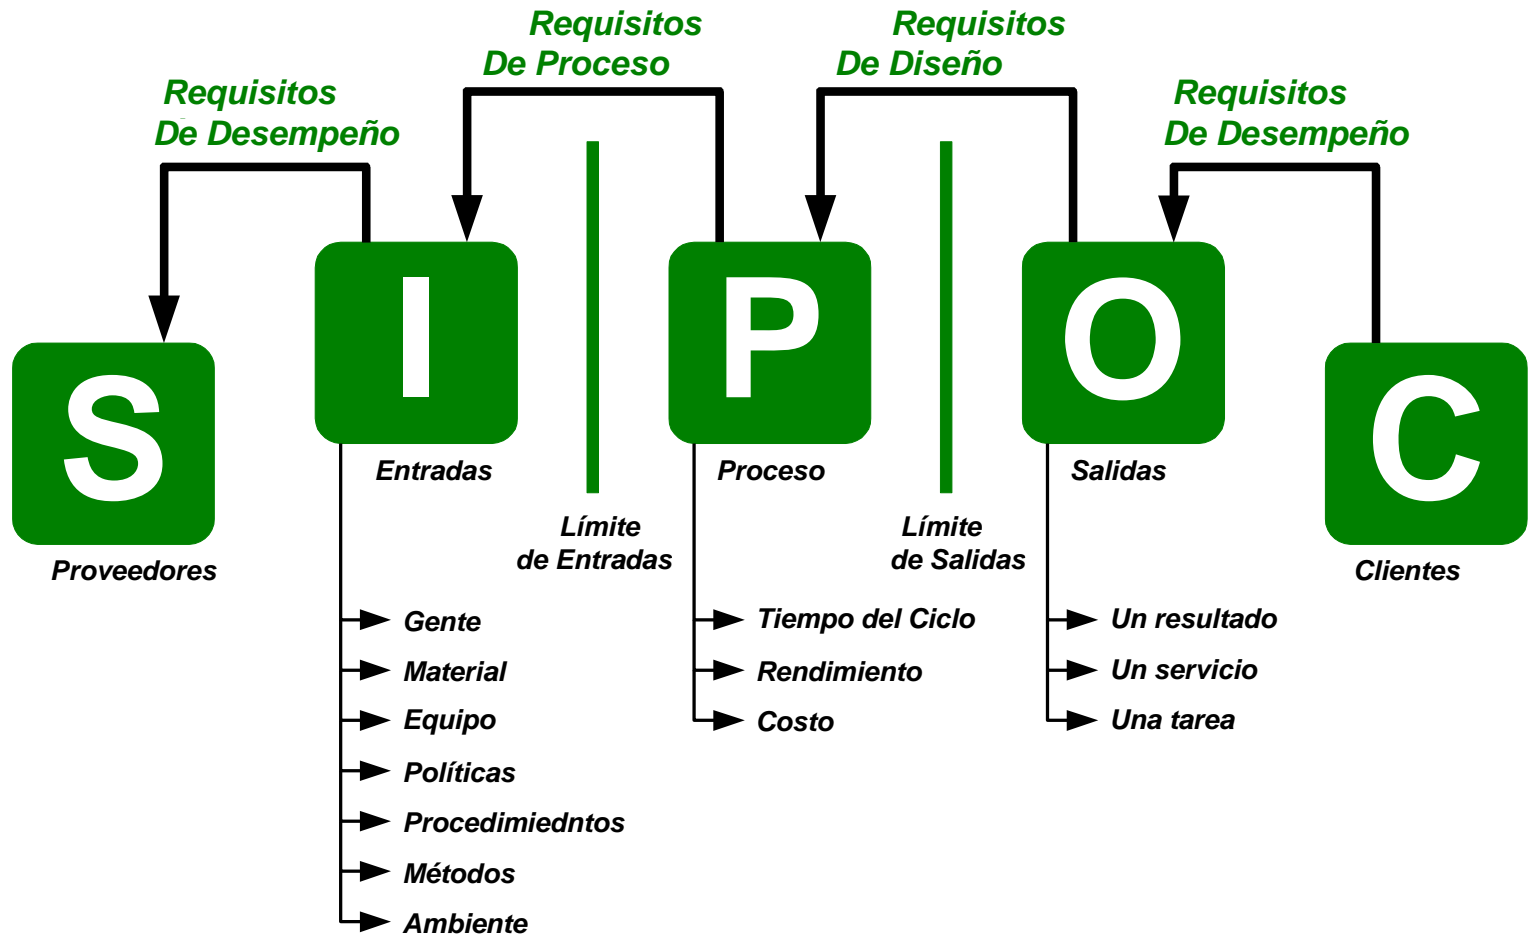 Requisitos
De Proceso
Requisitos
De Diseño
Requisitos
De Desempeño
Requisitos
De Desempeño
S
I
P
O
C
Proveedores
Entradas
Límite
de Entradas
Proceso
Límite
de Salidas
Salidas
Clientes
Gente
Material
Equipo
Políticas
Procedimiedntos
Métodos
Ambiente
Tiempo del Ciclo
Rendimiento
Costo
Un resultado
Un servicio
Una tarea